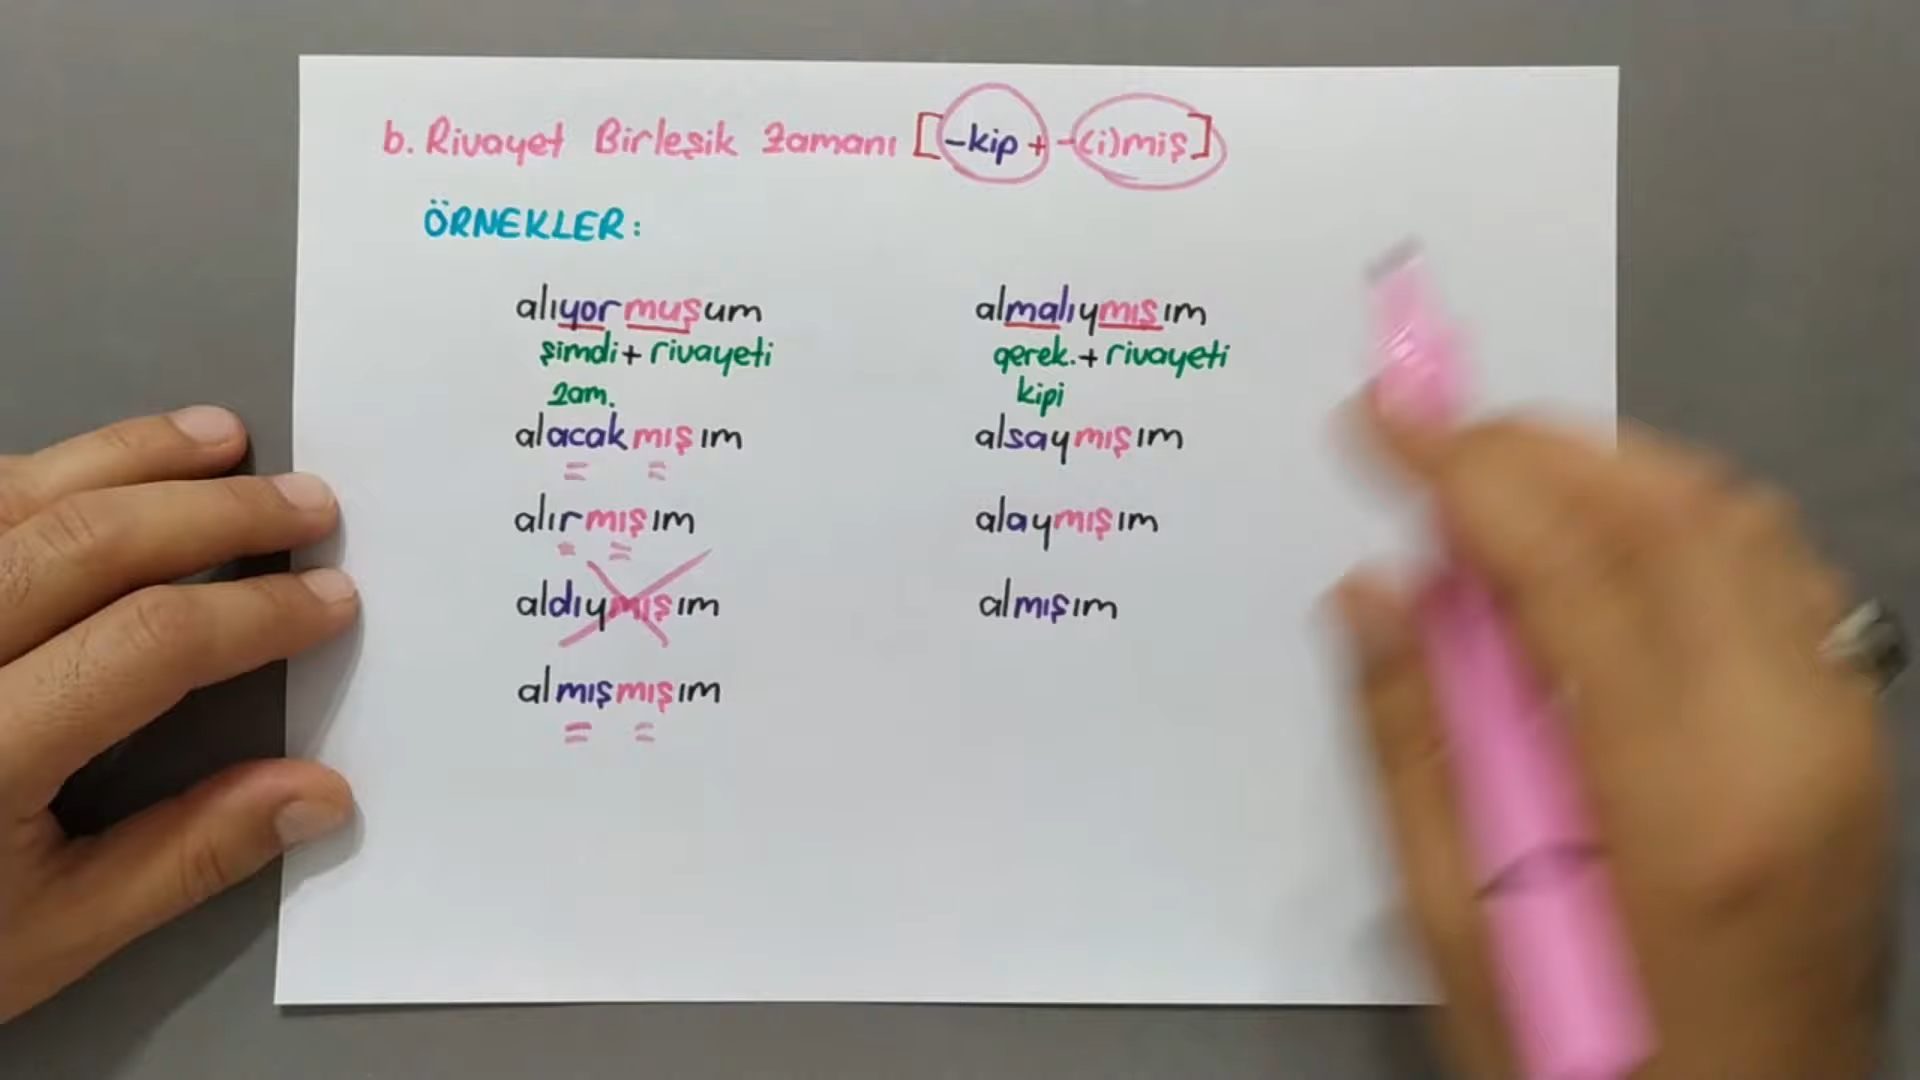 b. Rivayet Birleşik Zamanı [-kip + -(i)miş]
ÖRNEKLER:
alıyormuşum
şimdi + rivayeti
zam.
alacakmışım
alırmışım
aldıymışım
almışmışım
almalıymışım
gerek. + rivayeti
kipi
alsaymışım
alaymışım
almışım